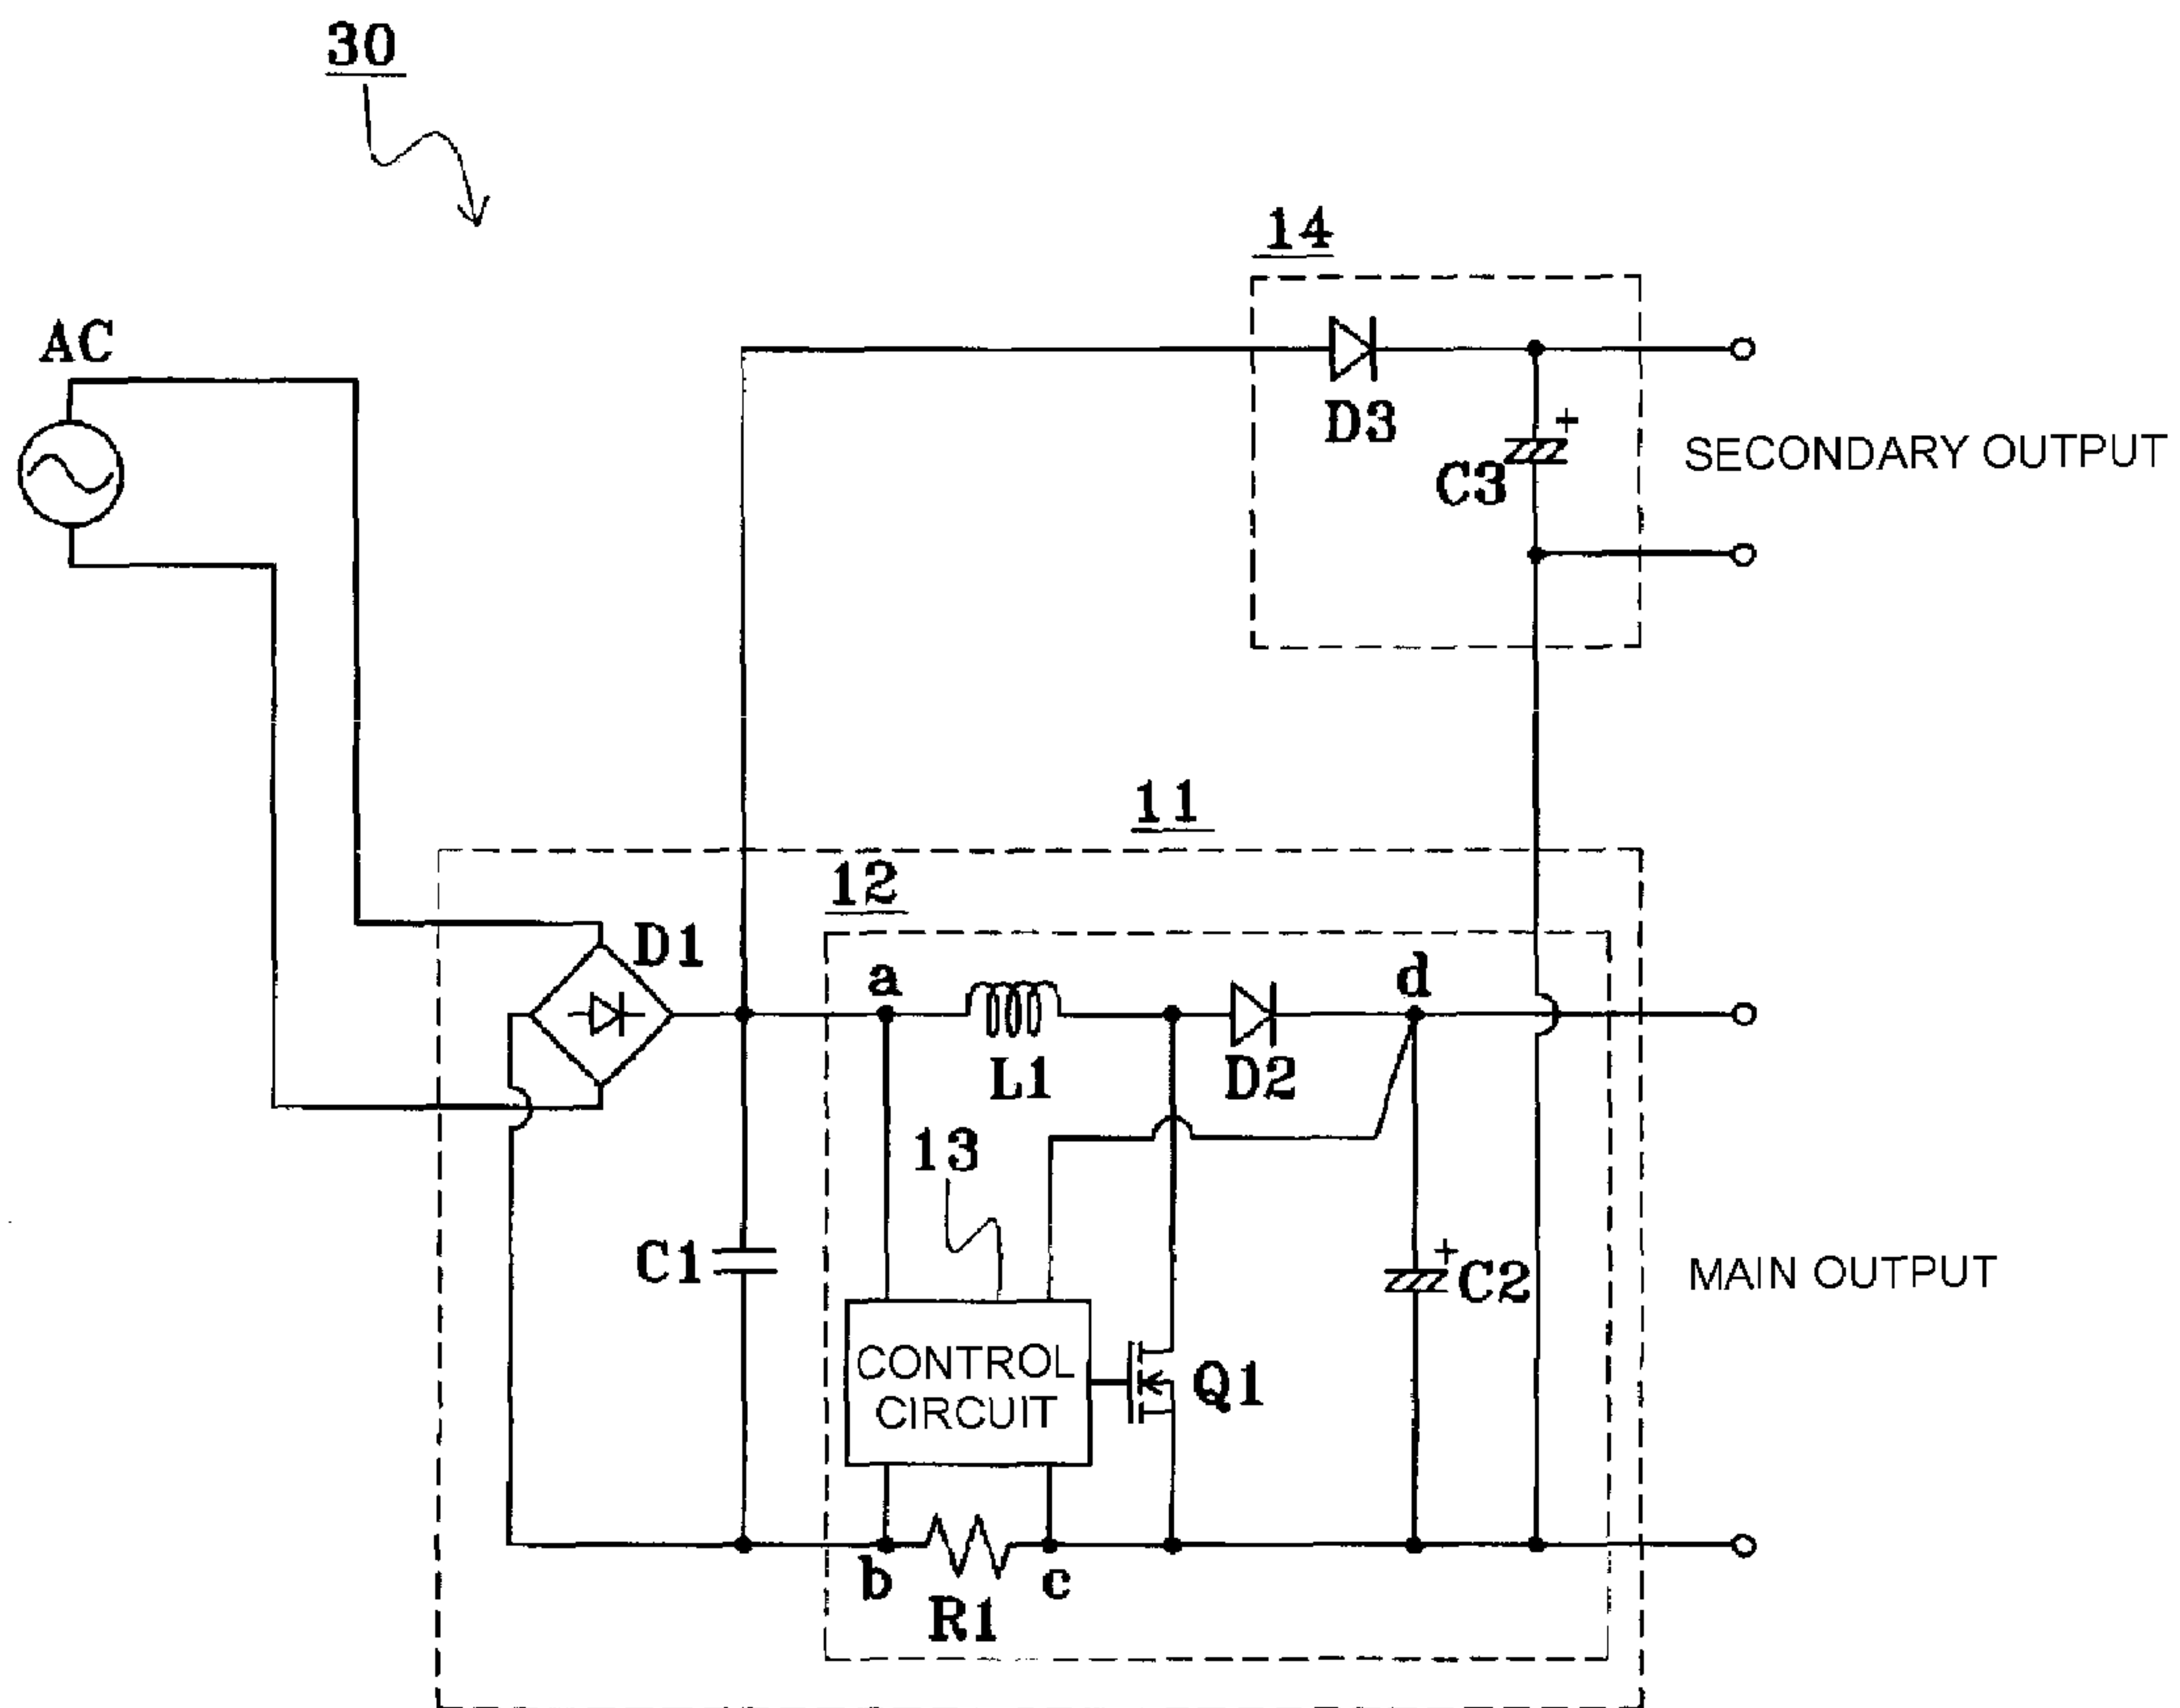 30
14
AC
D3
+
C3
SECONDARY OUTPUT
11
12
D1
a
d
L1
D2
13
C1
+
C2
MAIN OUTPUT
CONTROL
CIRCUIT
Q1
b
c
R1